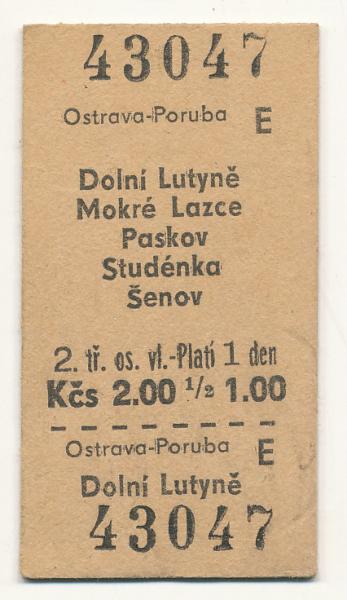 43047
Ostrava-Poruba E
Dolní Lutyně
Mokré Lazce
Paskov
Studénka
Šenov
2. tř. os. vl.-Platí 1 den
Kčs 2.00 ½ 1.00
Ostrava-Poruba E
Dolní Lutyně
43047